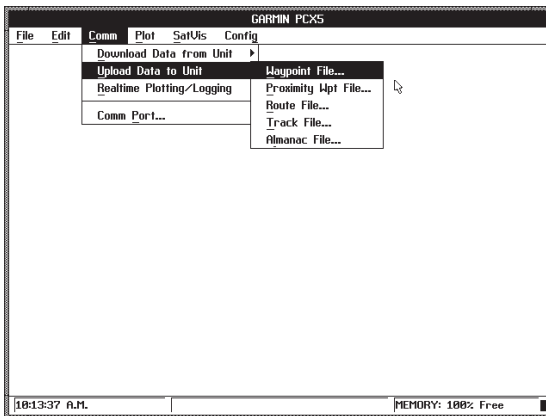 GARMIN PCX5
File Edit Comm Plot SatVis Config
Download Data from Unit
Upload Data to Unit
Realtime Plotting/Logging
Comm Port...
Waypoint File...
Proximity Wpt File...
Route File...
Track File...
Almanac File...
10:13:37 A.M.
MEMORY: 100% Free